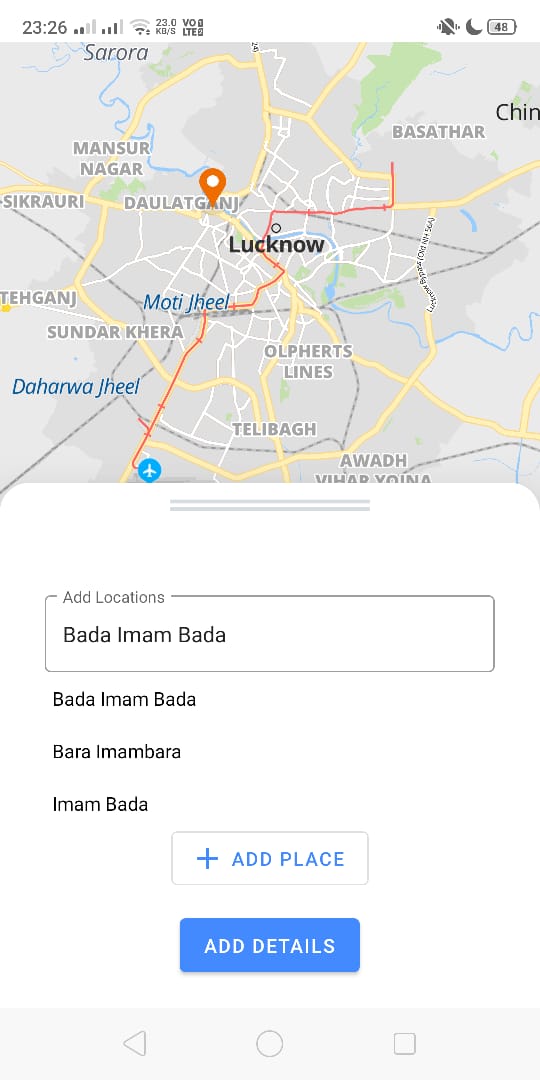 23:26
23.0 KB/S
VO LTE
48
Sarora
Chin
BASATHAR
MANSUR
NAGAR
SIKRAURI
DAULATGANJ
Lucknow
TEHGANJ
Moti Jheel
SUNDAR KHERA
OLPHERTS
LINES
Daharwa Jheel
TELIBAGH
AWADH
VIHAR YOJNA
Add Locations
Bada Imam Bada
Bada Imam Bada
Bara Imambara
Imam Bada
ADD PLACE
ADD DETAILS